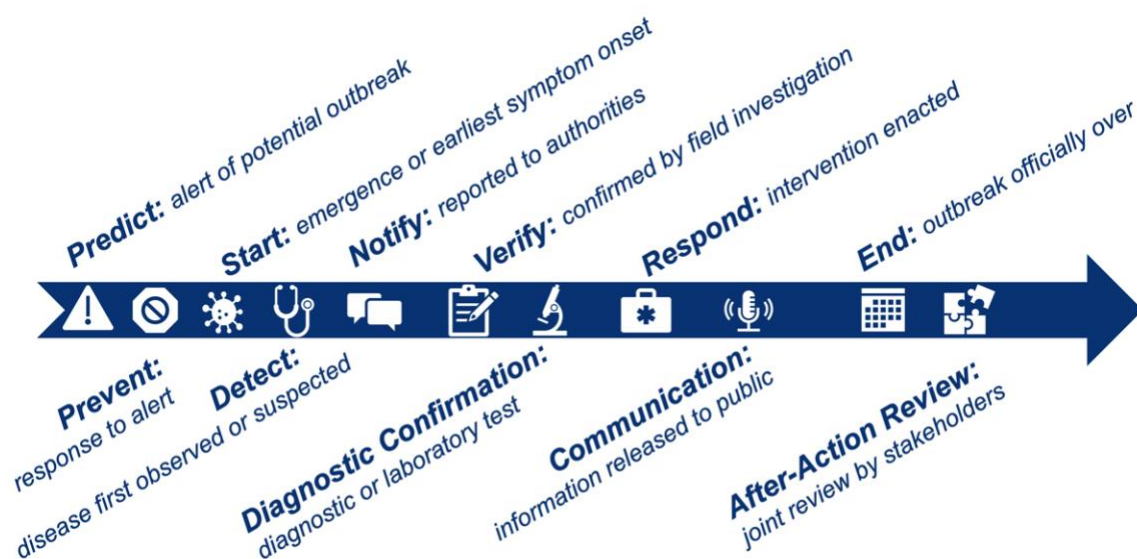 Predict: alert of potential outbreak
Start: emergence or earliest symptom onset
Notify: reported to authorities
Verify: confirmed by field investigation
Respond: intervention enacted
End: outbreak officially over
Prevent:
response to alert
Detect:
disease first observed or suspected
Diagnostic Confirmation:
diagnostic or laboratory test
Communication:
information released to public
After-Action Review:
joint review by stakeholders